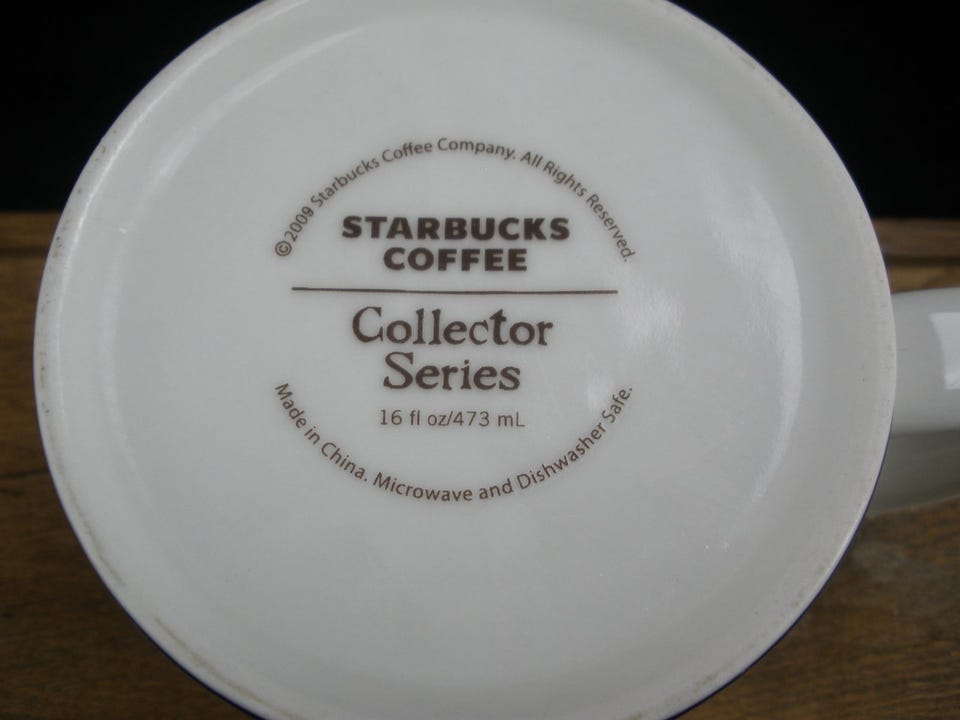 ©2009 Starbucks Coffee Company. All Rights Reserved.
STARBUCKS
COFFEE
Collector
Series
16 fl oz/473 mL
Made in China. Microwave and Dishwasher Safe.